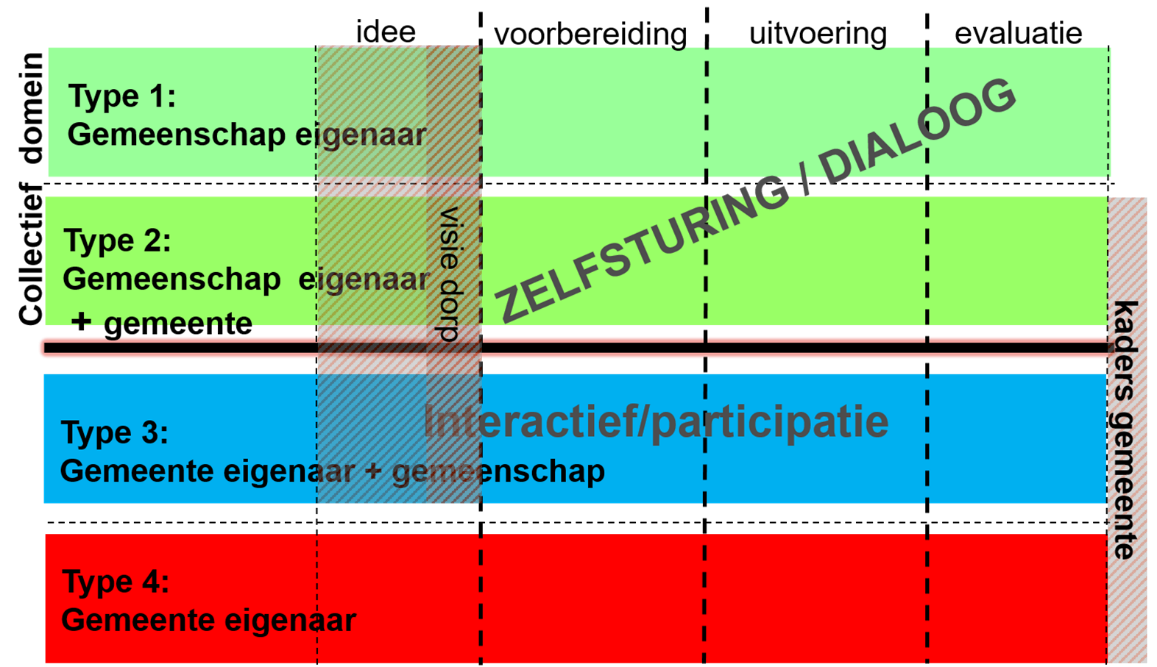 idee
voorbereiding
uitvoering
evaluatie
Collectief domein
Type 1:
Gemeenschap eigenaar
ZELFSTURING / DIALOOG
Type 2:
Gemeenschap eigenaar
+ gemeente
visie dorp
kaders gemeente
Interactief/participatie
Type 3:
Gemeente eigenaar + gemeenschap
Type 4:
Gemeente eigenaar